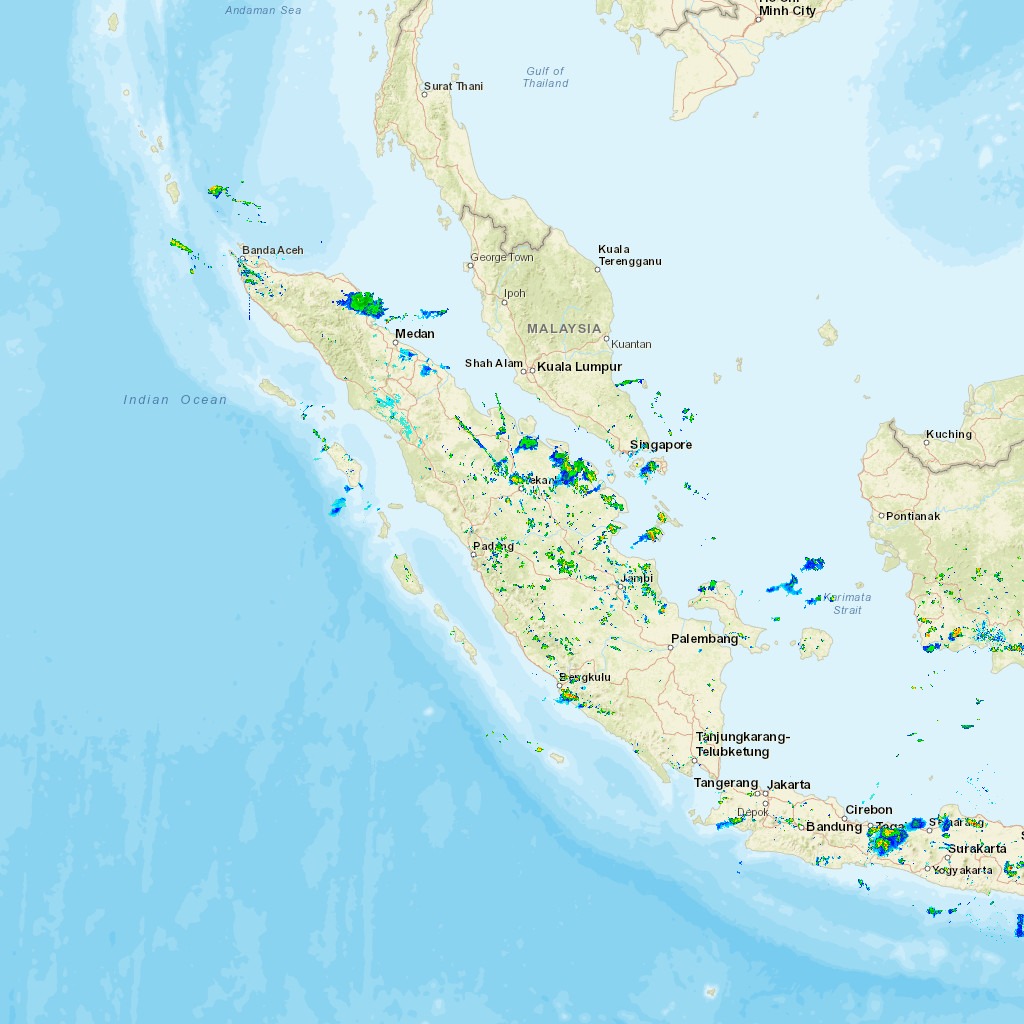 Andaman Sea
Minh City
Gulf of
Thailand
Surat Thani
Banda Aceh
George Town
Kuala
Terengganu
Ipoh
MALAYSIA
Medan
Kuantan
Shah Alam
Kuala Lumpur
Indian Ocean
Singapore
Kuching
Pontianak
Padang
Jambi
Karimata
Strait
Palembang
Bengkulu
Tanjungkarang-
Telubketung
Tangerang
Jakarta
Depok
Cirebon
Bandung
Semarang
Surakarta
Yogyakarta